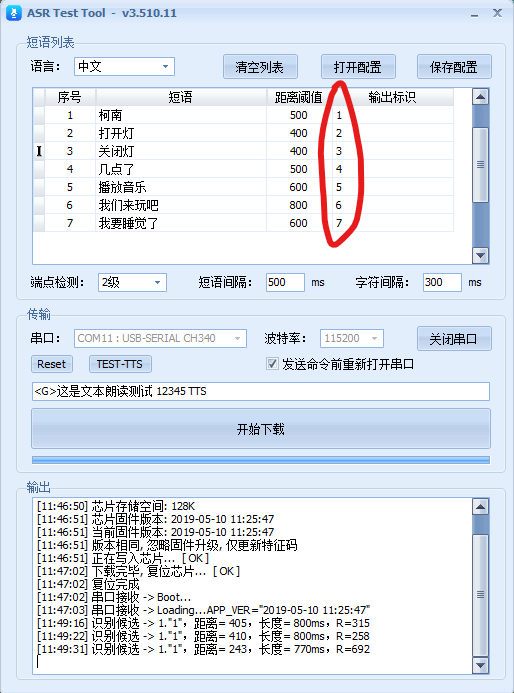 ASR Test Tool - v3.510.11
短语列表
语言: 中文 清空列表 打开配置 保存配置
序号 短语 距离阈值 输出标识
1 柯南 500 1
2 打开灯 400 2
3 关闭灯 400 3
4 几点了 500 4
5 播放音乐 600 5
6 我们来玩吧 800 6
7 我要睡觉了 600 7
端点检测: 2级 短语间隔: 500 ms 字符间隔: 300 ms
传输
串口: COM11 : USB-SERIAL CH340 波特率: 115200 关闭串口
Reset TEST-TTS 发送命令前重新打开串口
<G>这是文本朗读测试 12345 TTS
开始下载
输出
[11:46:50] 芯片存储空间: 128K
[11:46:51] 芯片固件版本: 2019-05-10 11:25:47
[11:46:51] 当前固件版本: 2019-05-10 11:25:47
[11:46:51] 版本相同, 忽略固件升级, 仅更新特征码
[11:46:51] 正在写入芯片... [OK]
[11:47:02] 下载完毕, 复位芯片... [OK]
[11:47:02] 复位完成
[11:47:02] 串口接收 -> Boot...
[11:47:03] 串口接收 -> Loading...APP_VER="2019-05-10 11:25:47"
[11:49:16] 识别候选 -> 1."1", 距离= 405, 长度= 800ms, R=315
[11:49:22] 识别候选 -> 1."1", 距离= 410, 长度= 800ms, R=258
[11:49:31] 识别候选 -> 1."1", 距离= 243, 长度= 770ms, R=692